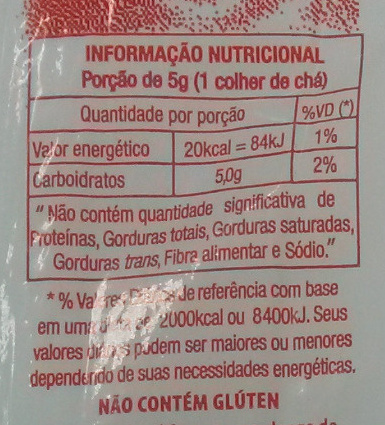 INFORMAÇÃO NUTRICIONAL
Porção de 5g (1 colher de chá)
Quantidade por porção %VD (*)
Valor energético 20kcal = 84kJ 1%
Carboidratos 5,0g 2%
"Não contém quantidade significativa de
Proteínas, Gorduras totais, Gorduras saturadas,
Gorduras trans, Fibra alimentar e Sódio."
* % Valores de referência com base
em uma de 2000kcal ou 8400kJ. Seus
valores podem ser maiores ou menores
dependendo de suas necessidades energéticas.
NÃO CONTÉM GLÚTEN